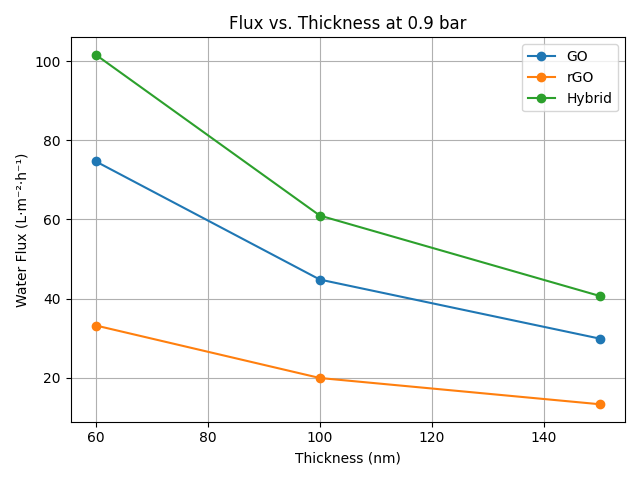 Flux vs. Thickness at 0.9 bar
GO
rGO
Hybrid
Water Flux (L·m⁻²·h⁻¹)
100
80
60
40
20
60
80
100
120
140
Thickness (nm)